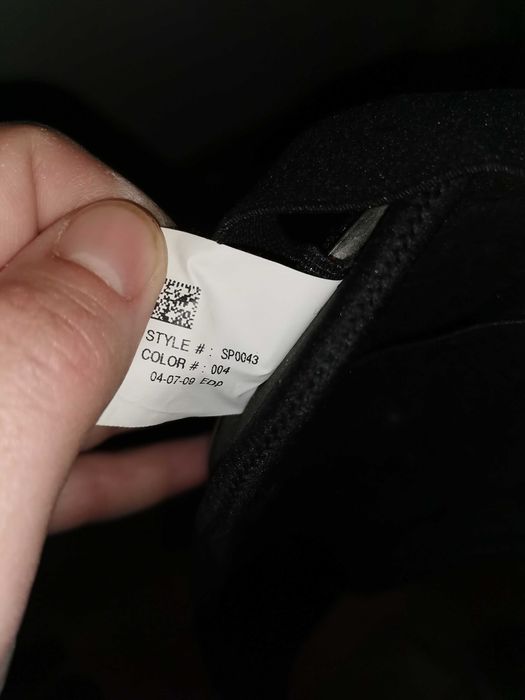 STYLE # : SP0043
COLOR # : 004
04-07-09 EDP